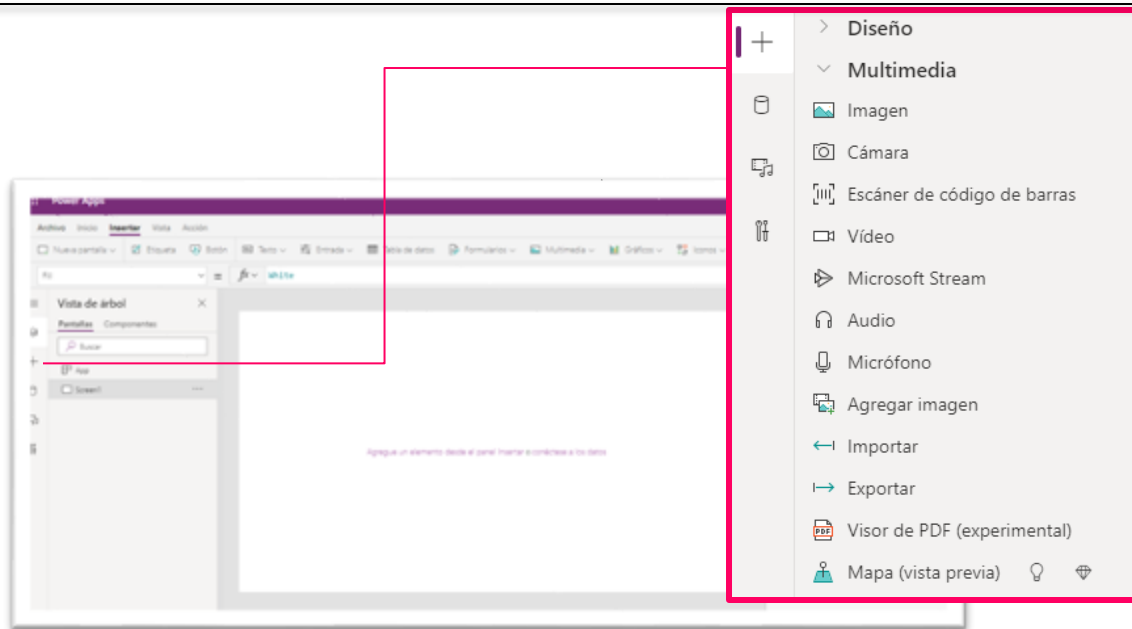 Power Apps
Archivo Inicio Insertar Vista Acción
Nueva pantalla Etiqueta Botón Texto Entrada Tabla de datos Formularios Multimedia Gráficos Iconos
= fx White
Vista de árbol ×
Pantallas Componentes
Buscar
App
Screen1 ...
Agregue un elemento desde el panel Insertar o conéctese a los datos
Diseño
Multimedia
Imagen
Cámara
Escáner de código de barras
Vídeo
Microsoft Stream
Audio
Micrófono
Agregar imagen
Importar
Exportar
PDF Visor de PDF (experimental)
Mapa (vista previa)